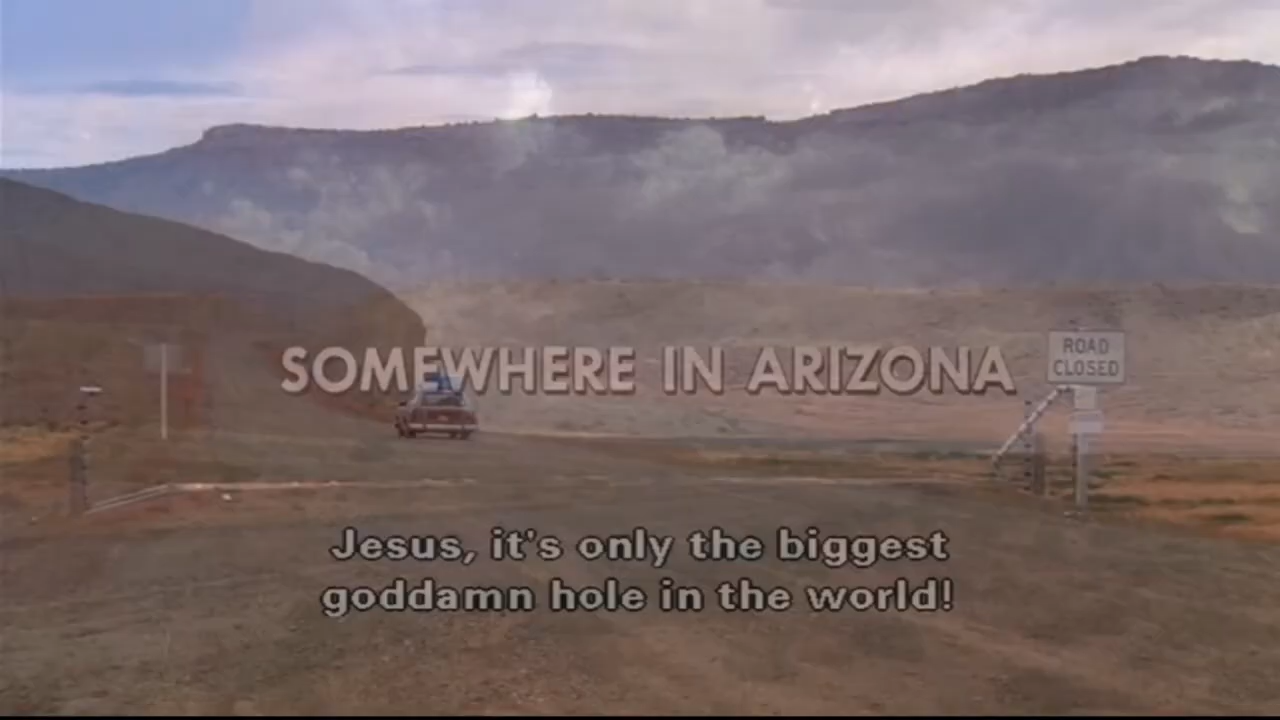 SOMEWHERE IN ARIZONA
ROAD
CLOSED
Jesus, it's only the biggest
goddamn hole in the world!